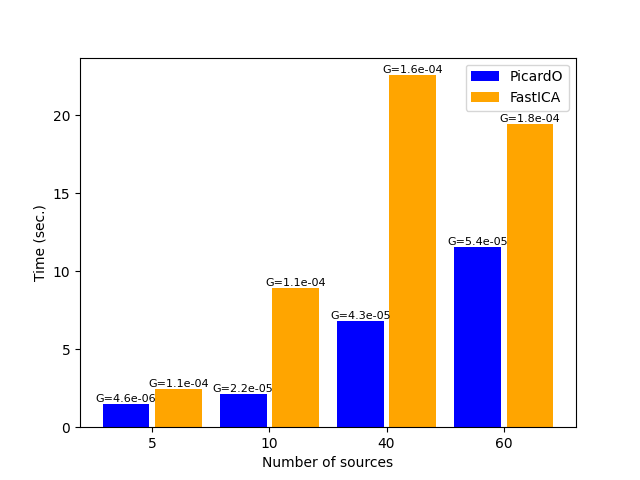 G=1.6e-04
PicardO
FastICA
G=1.8e-04
G=1.1e-04
G=5.4e-05
G=4.3e-05
G=1.1e-04
G=2.2e-05
G=4.6e-06
Time (sec.)
20
15
10
5
0
5 10 40 60
Number of sources